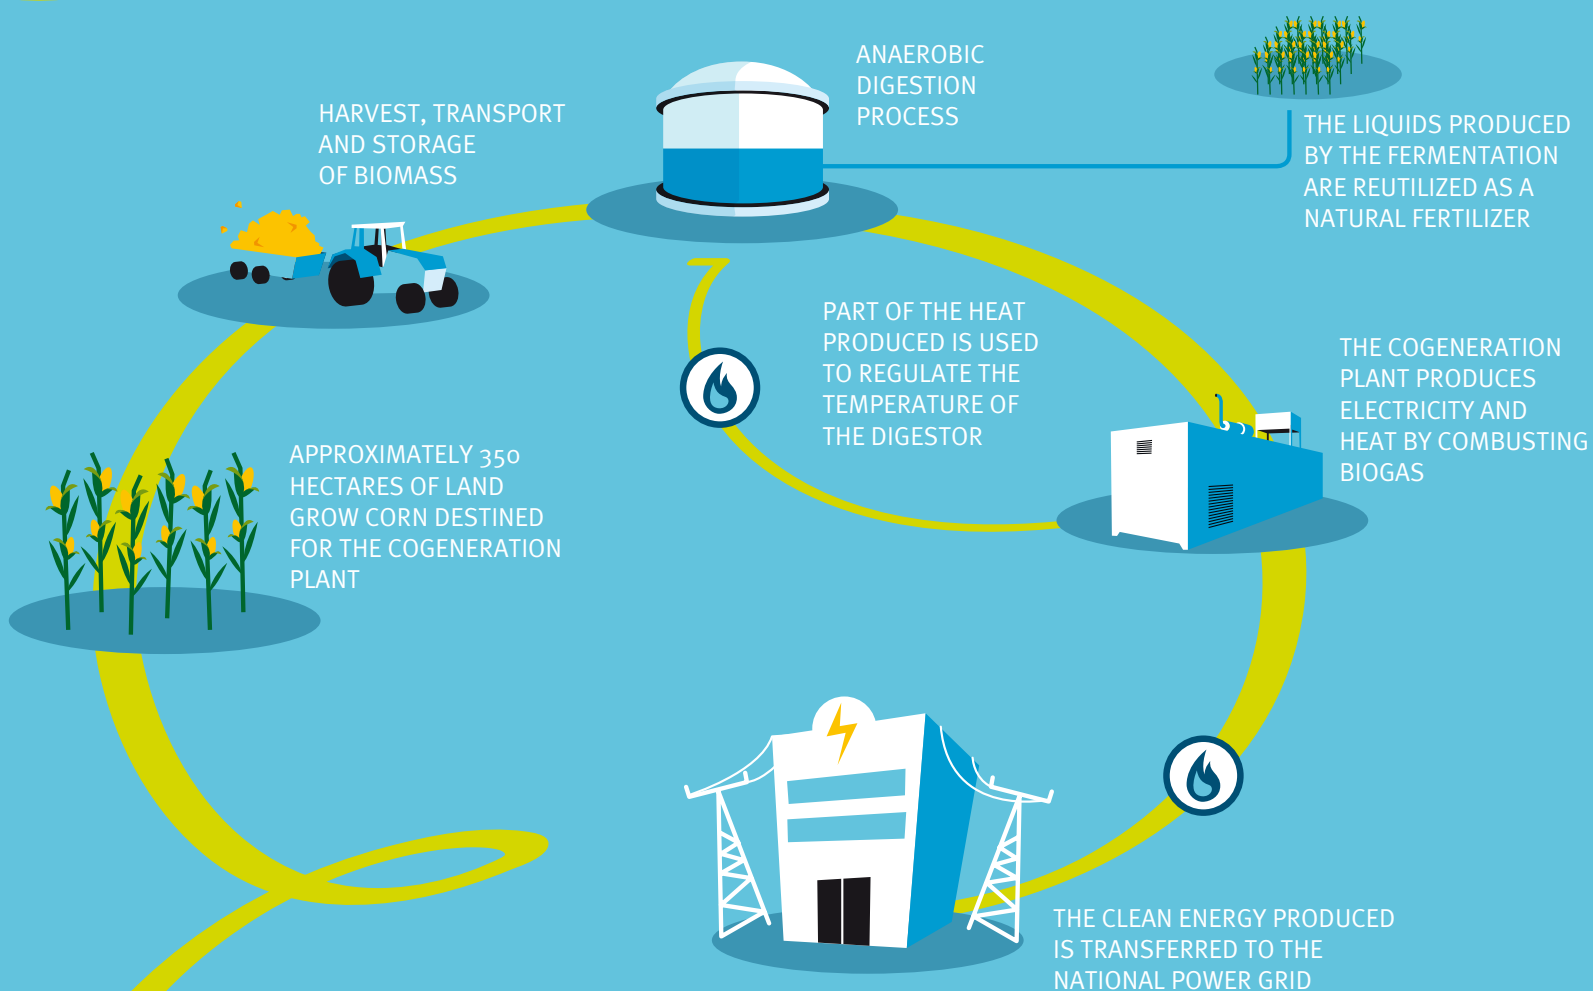 ANAEROBIC
DIGESTION
PROCESS
HARVEST, TRANSPORT
AND STORAGE
OF BIOMASS
THE LIQUIDS PRODUCED
BY THE FERMENTATION
ARE REUTILIZED AS A
NATURAL FERTILIZER
PART OF THE HEAT
PRODUCED IS USED
TO REGULATE THE
TEMPERATURE OF
THE DIGESTOR
THE COGENERATION
PLANT PRODUCES
ELECTRICITY AND
HEAT BY COMBUSTING
BIOGAS
APPROXIMATELY 350
HECTARES OF LAND
GROW CORN DESTINED
FOR THE COGENERATION
PLANT
THE CLEAN ENERGY PRODUCED
IS TRANSFERRED TO THE
NATIONAL POWER GRID